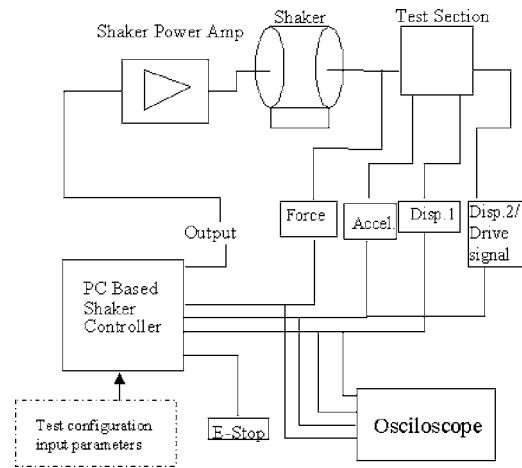 Shaker Power Amp
Shaker
Test Section
Force
Accel.
Disp.1
Disp.2/
Drive
signal
Output
PC Based
Shaker
Controller
Test configuration
input parameters
E-Stop
Osciloscope